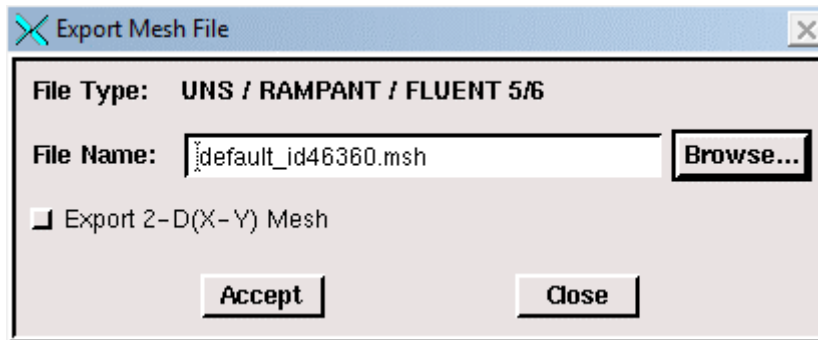 Export Mesh File
File Type: UNS / RAMPANT / FLUENT 5/6
File Name: default_id46360.msh Browse...
Export 2-D(X-Y) Mesh
Accept Close